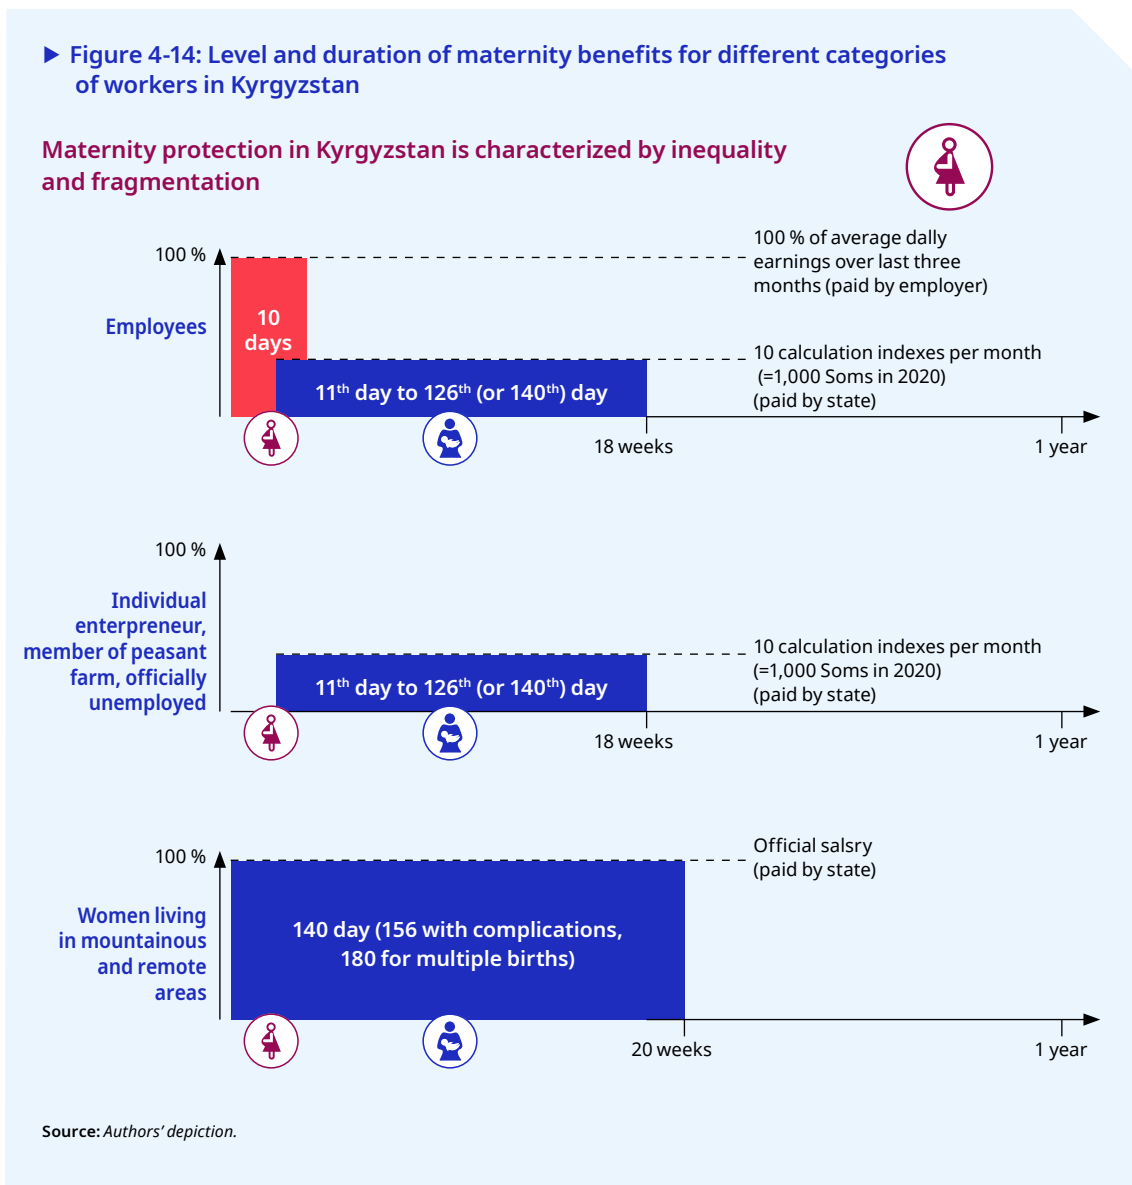 ▶ Figure 4-14: Level and duration of maternity benefits for different categories
of workers in Kyrgyzstan
Maternity protection in Kyrgyzstan is characterized by inequality
and fragmentation
100 %
Employees
10
days
11th day to 126th (or 140th) day
100 % of average dally
earnings over last three
months (paid by employer)
10 calculation indexes per month
(=1,000 Soms in 2020)
(paid by state)
18 weeks
1 year
100 %
Individual
enterpreneur,
member of peasant
farm, officially
unemployed
11th day to 126th (or 140th) day
10 calculation indexes per month
(=1,000 Soms in 2020)
(paid by state)
18 weeks
1 year
100 %
Women living
in mountainous
and remote
areas
140 day (156 with complications,
180 for multiple births)
Official salsry
(paid by state)
20 weeks
1 year
Source: Authors’ depiction.